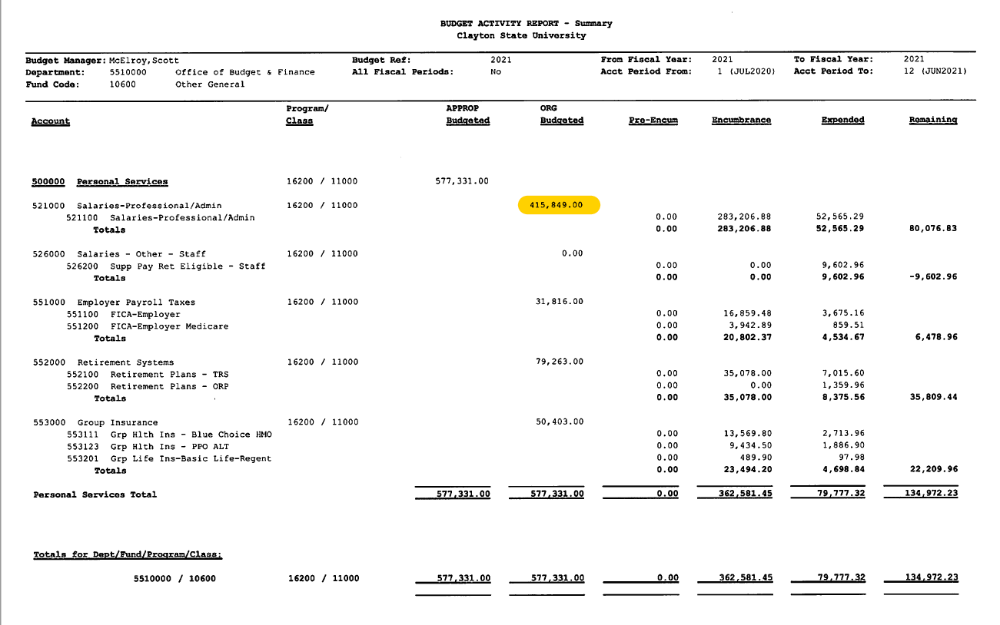 BUDGET ACTIVITY REPORT - Summary
Clayton State University
Budget Manager: McElroy,Scott Budget Ref: 2021 From Fiscal Year: 2021 To Fiscal Year: 2021
Department: 5510000 Office of Budget & Finance All Fiscal Periods: No Acct Period From: 1 (JUL2020) Acct Period To: 12 (JUN2021)
Fund Code: 10600 Other General
Program/ APPROP ORG
Account Class Budgeted Budgeted Pre-Encum Encumbrance Expended Remaining
500000 Personal Services 16200 / 11000 577,331.00
521000 Salaries-Professional/Admin 16200 / 11000 415,849.00
521100 Salaries-Professional/Admin 0.00 283,206.88 52,565.29
Totals 0.00 283,206.88 52,565.29 80,076.83
526000 Salaries - Other - Staff 16200 / 11000 0.00
526200 Supp Pay Ret Eligible - Staff 0.00 0.00 9,602.96
Totals 0.00 0.00 9,602.96 -9,602.96
551000 Employer Payroll Taxes 16200 / 11000 31,816.00
551100 FICA-Employer 0.00 16,859.48 3,675.16
551200 FICA-Employer Medicare 0.00 3,942.89 859.51
Totals 0.00 20,802.37 4,534.67 6,478.96
552000 Retirement Systems 16200 / 11000 79,263.00
552100 Retirement Plans - TRS 0.00 35,078.00 7,015.60
552200 Retirement Plans - ORP 0.00 0.00 1,359.96
Totals 0.00 35,078.00 8,375.56 35,809.44
553000 Group Insurance 16200 / 11000 50,403.00
553111 Grp Hlth Ins - Blue Choice HMO 0.00 13,569.80 2,713.96
553123 Grp Hlth Ins - PPO ALT 0.00 9,434.50 1,886.90
553201 Grp Life Ins-Basic Life-Regent 0.00 489.90 97.98
Totals 0.00 23,494.20 4,698.84 22,209.96
Personal Services Total 577,331.00 577,331.00 0.00 362,581.45 79,777.32 134,972.23
Totals for Dept/Fund/Program/Class:
5510000 / 10600 16200 / 11000 577,331.00 577,331.00 0.00 362,581.45 79,777.32 134,972.23